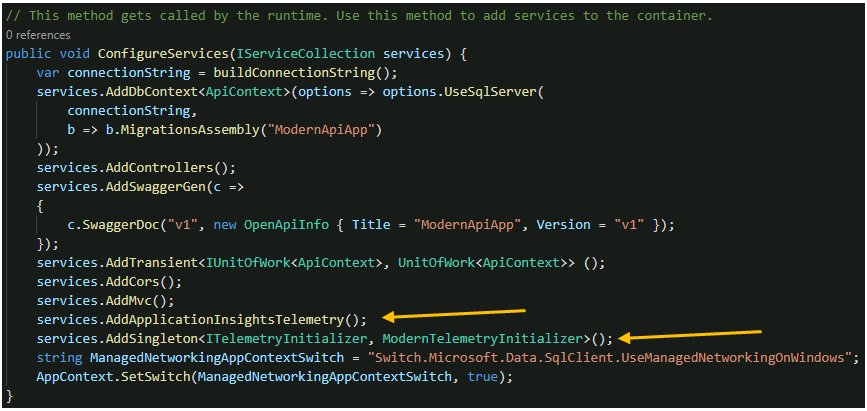 // This method gets called by the runtime. Use this method to add services to the container.
0 references
public void ConfigureServices(IServiceCollection services) {
var connectionString = buildConnectionString();
services.AddDbContext<ApiContext>(options => options.UseSqlServer(
connectionString,
b => b.MigrationsAssembly("ModernApiApp")
));
services.AddControllers();
services.AddSwaggerGen(c =>
{
c.SwaggerDoc("v1", new OpenApiInfo { Title = "ModernApiApp", Version = "v1" });
});
services.AddTransient<IUnitOfWork<ApiContext>, UnitOfWork<ApiContext>> ();
services.AddCors();
services.AddMvc();
services.AddApplicationInsightsTelemetry();
services.AddSingleton<ITelemetryInitializer, ModernTelemetryInitializer>();
string ManagedNetworkingAppContextSwitch = "Switch.Microsoft.Data.SqlClient.UseManagedNetworkingOnWindows";
AppContext.SetSwitch(ManagedNetworkingAppContextSwitch, true);
}